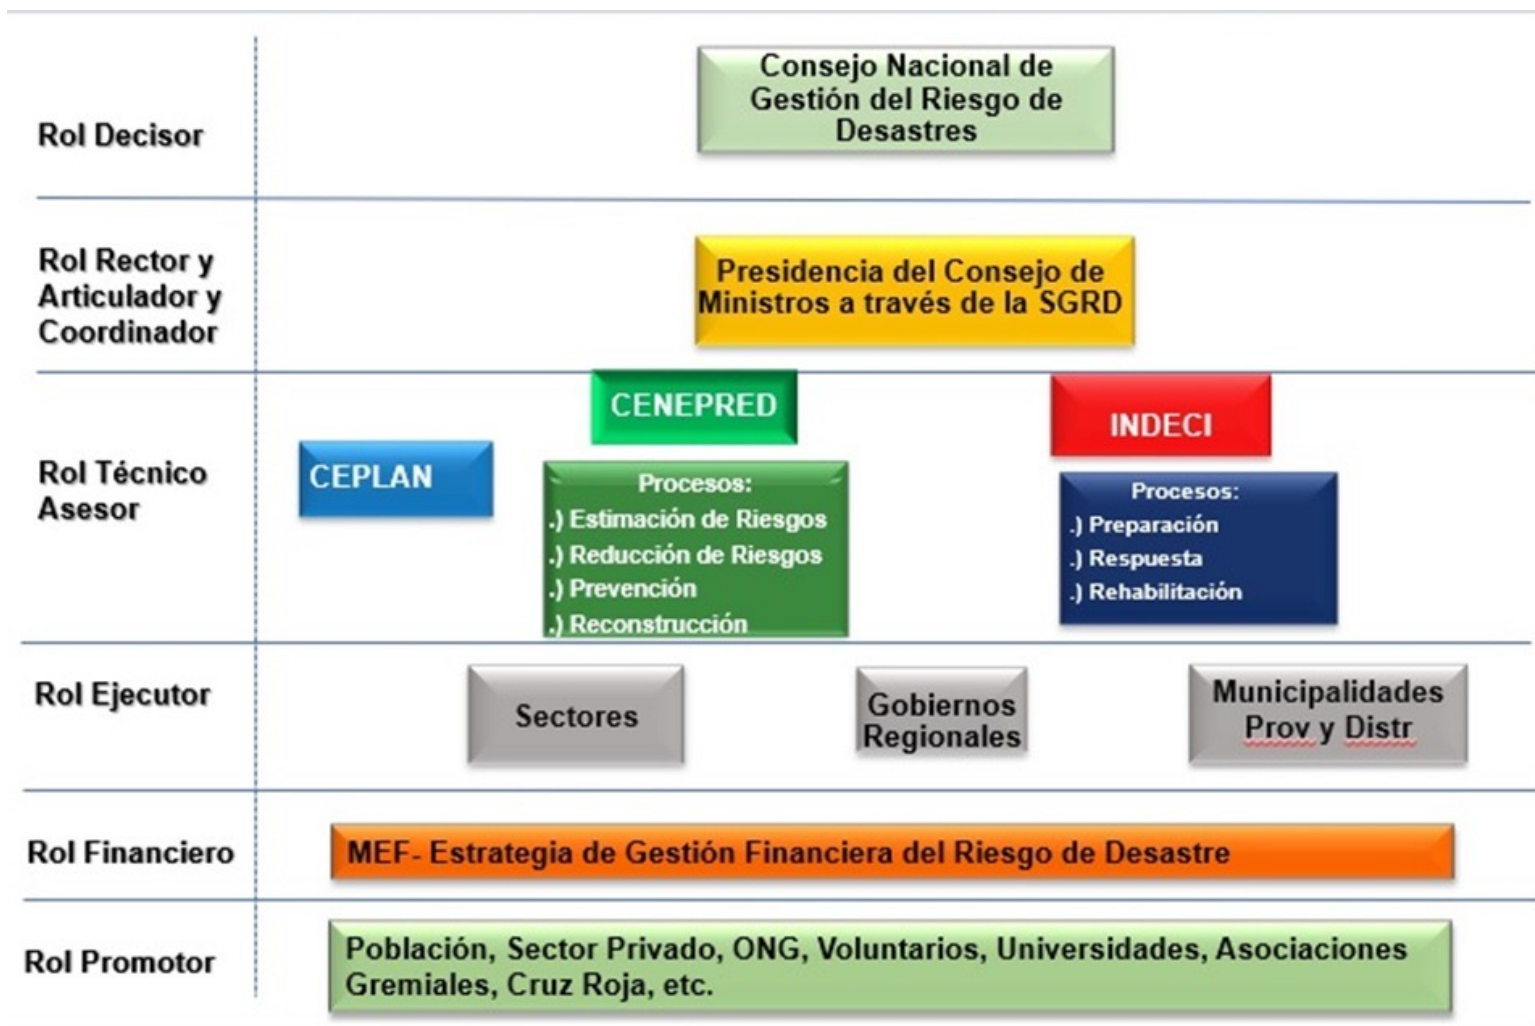 Rol Decisor
Consejo Nacional de
Gestión del Riesgo de
Desastres
Rol Rector y
Articulador y
Coordinador
Presidencia del Consejo de
Ministros a través de la SGRD
Rol Técnico
Asesor
CEPLAN
CENEPRED
Procesos:
.) Estimación de Riesgos
.) Reducción de Riesgos
.) Prevención
.) Reconstrucción
INDECI
Procesos:
.) Preparación
.) Respuesta
.) Rehabilitación
Rol Ejecutor
Sectores
Gobiernos
Regionales
Municipalidades
Prov y Distr
Rol Financiero
MEF- Estrategia de Gestión Financiera del Riesgo de Desastre
Rol Promotor
Población, Sector Privado, ONG, Voluntarios, Universidades, Asociaciones
Gremiales, Cruz Roja, etc.